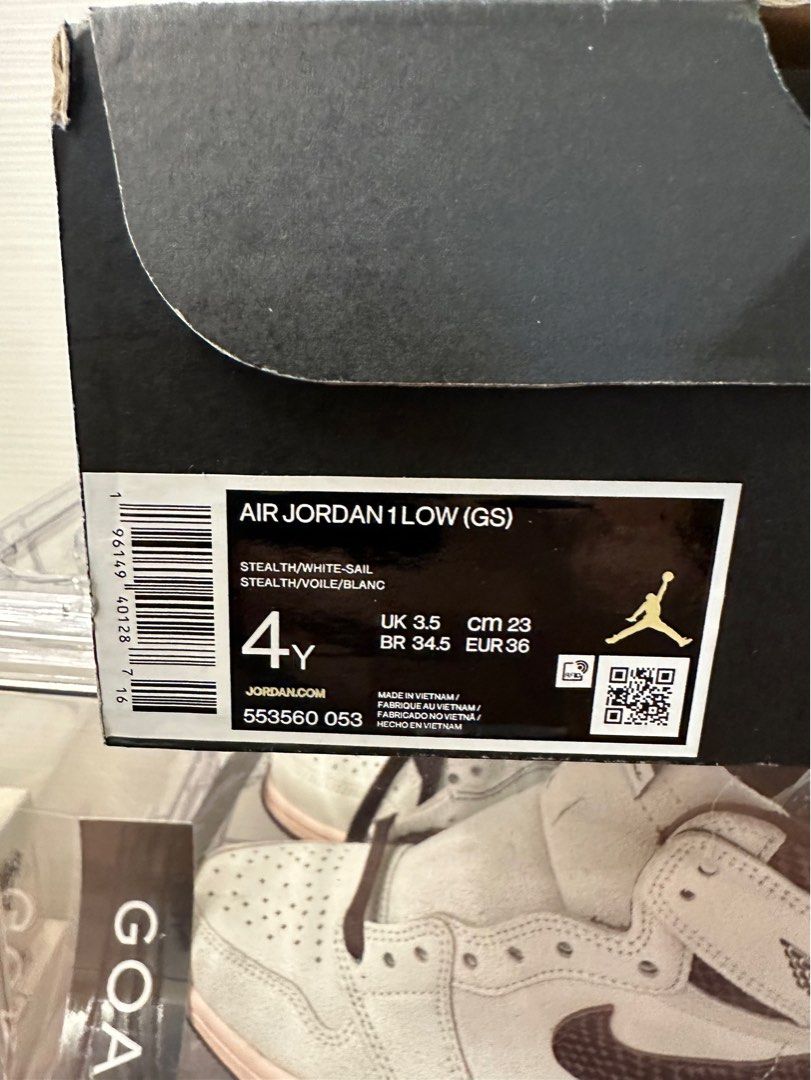 AIR JORDAN 1 LOW (GS)
STEALTH/WHITE-SAIL
STEALTH/VOILE/BLANC
4Y
UK 3.5 cm 23
BR 34.5 EUR 36
JORDAN.COM
553560 053
MADE IN VIETNAM /
FABRIQUE AU VIETNAM /
FABRICADO NO VIETNÃ /
HECHO EN VIETNAM
RFID
1 96149 40128 7 16
GOA